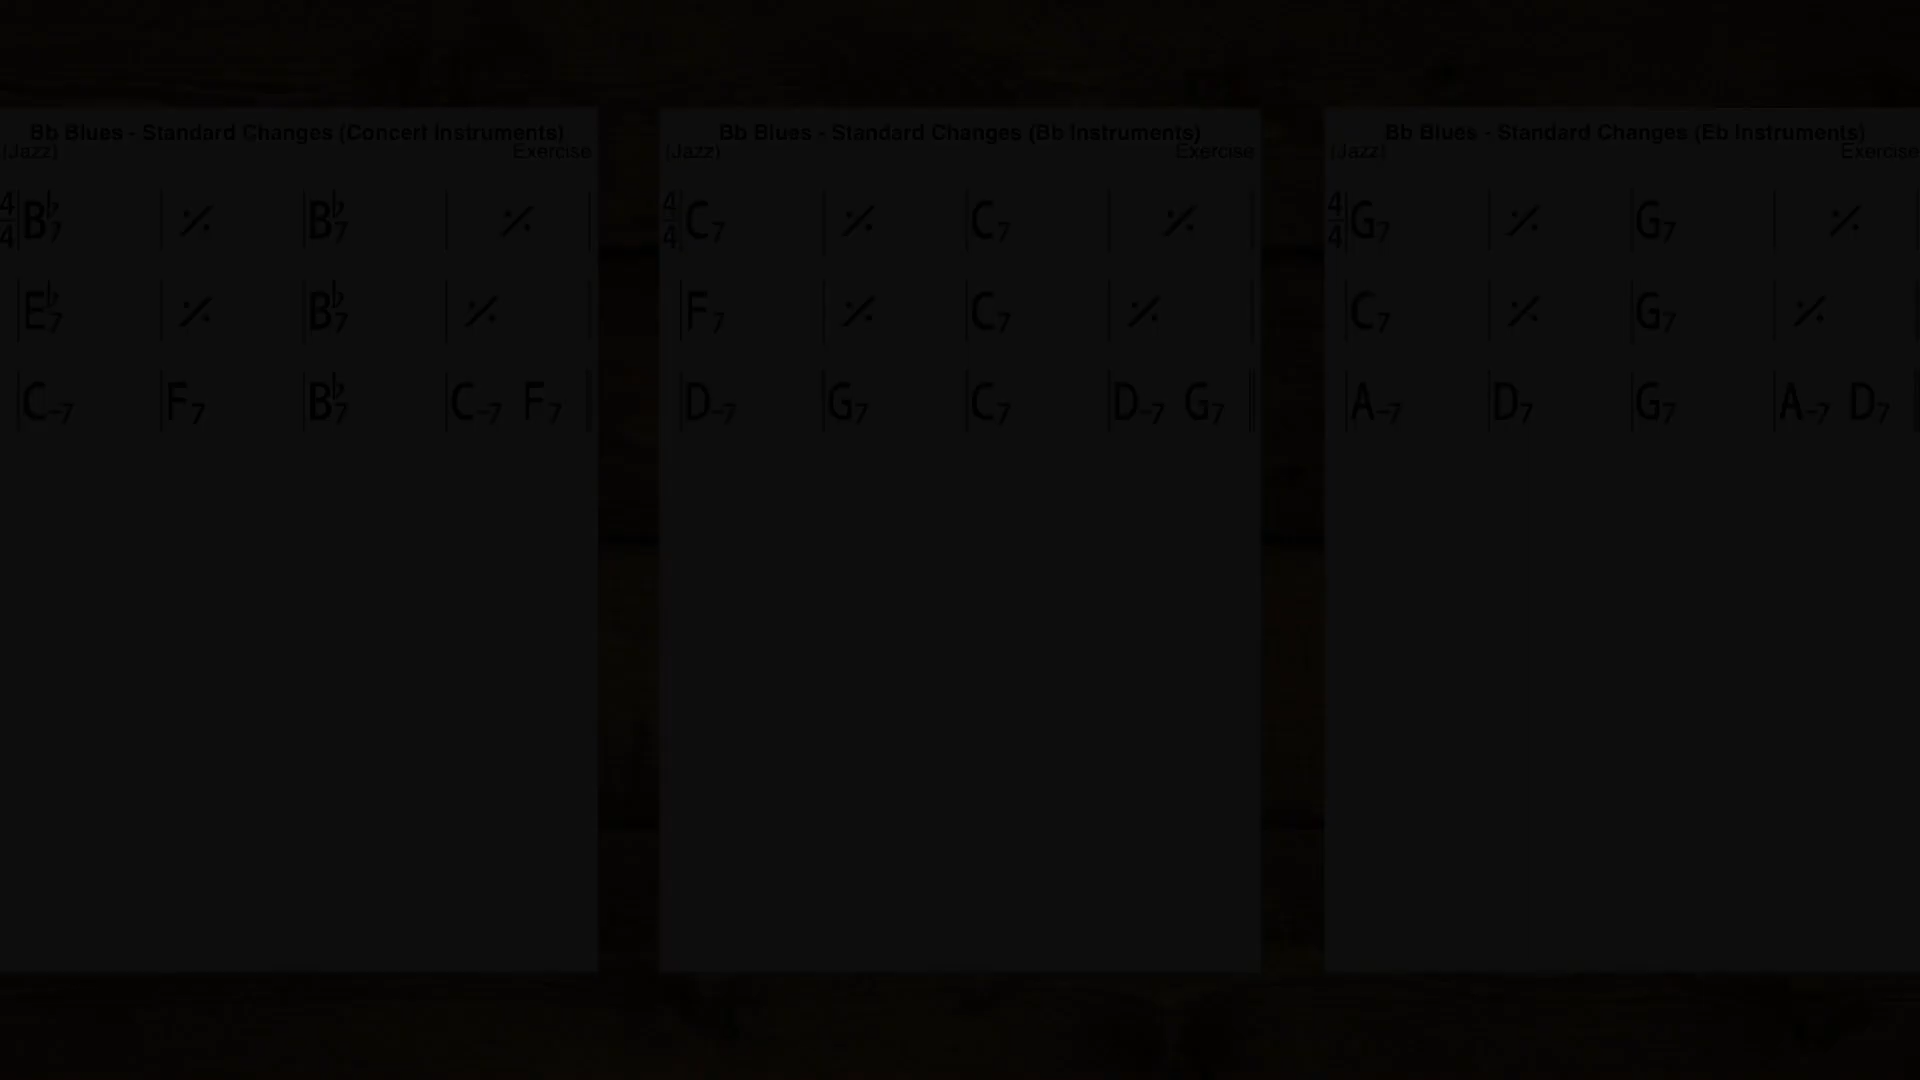 Bb Blues - Standard Changes (Concert Instruments)
(Jazz) Exercise
4/4 B♭7 𝄎 B♭7 𝄎
E♭7 𝄎 B♭7 𝄎
C-7 F7 B♭7 C-7 F7
Bb Blues - Standard Changes (Bb Instruments)
(Jazz) Exercise
4/4 C7 𝄎 C7 𝄎
F7 𝄎 C7 𝄎
D-7 G7 C7 D-7 G7
Bb Blues - Standard Changes (Eb Instruments)
(Jazz) Exercise
4/4 G7 𝄎 G7 𝄎
C7 𝄎 G7 𝄎
A-7 D7 G7 A-7 D7